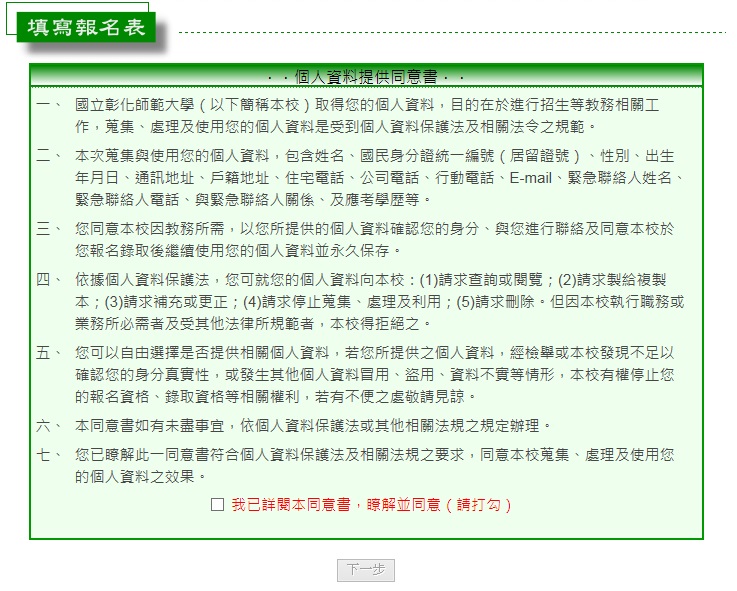 填寫報名表
．．個人資料提供同意書．．
一、 國立彰化師範大學（以下簡稱本校）取得您的個人資料，目的在於進行招生等教務相關工
作，蒐集、處理及使用您的個人資料是受到個人資料保護法及相關法令之規範。
二、 本次蒐集與使用您的個人資料，包含姓名、國民身分證統一編號（居留證號）、性別、出生
年月日、通訊地址、戶籍地址、住宅電話、公司電話、行動電話、E-mail、緊急聯絡人姓名、
緊急聯絡人電話、與緊急聯絡人關係、及應考學歷等。
三、 您同意本校因教務所需，以您所提供的個人資料確認您的身分、與您進行聯絡及同意本校於
您報名錄取後繼續使用您的個人資料並永久保存。
四、 依據個人資料保護法，您可就您的個人資料向本校：(1)請求查詢或閱覽；(2)請求製給複製
本；(3)請求補充或更正；(4)請求停止蒐集、處理及利用；(5)請求刪除。但因本校執行職務或
業務所必需者及受其他法律所規範者，本校得拒絕之。
五、 您可以自由選擇是否提供相關個人資料，若您所提供之個人資料，經檢舉或本校發現不足以
確認您的身分真實性，或發生其他個人資料冒用、盜用、資料不實等情形，本校有權停止您
的報名資格、錄取資格等相關權利，若有不便之處敬請見諒。
六、 本同意書如有未盡事宜，依個人資料保護法或其他相關法規之規定辦理。
七、 您已瞭解此一同意書符合個人資料保護法及相關法規之要求，同意本校蒐集、處理及使用您
的個人資料之效果。
我已詳閱本同意書，瞭解並同意（請打勾）
下一步